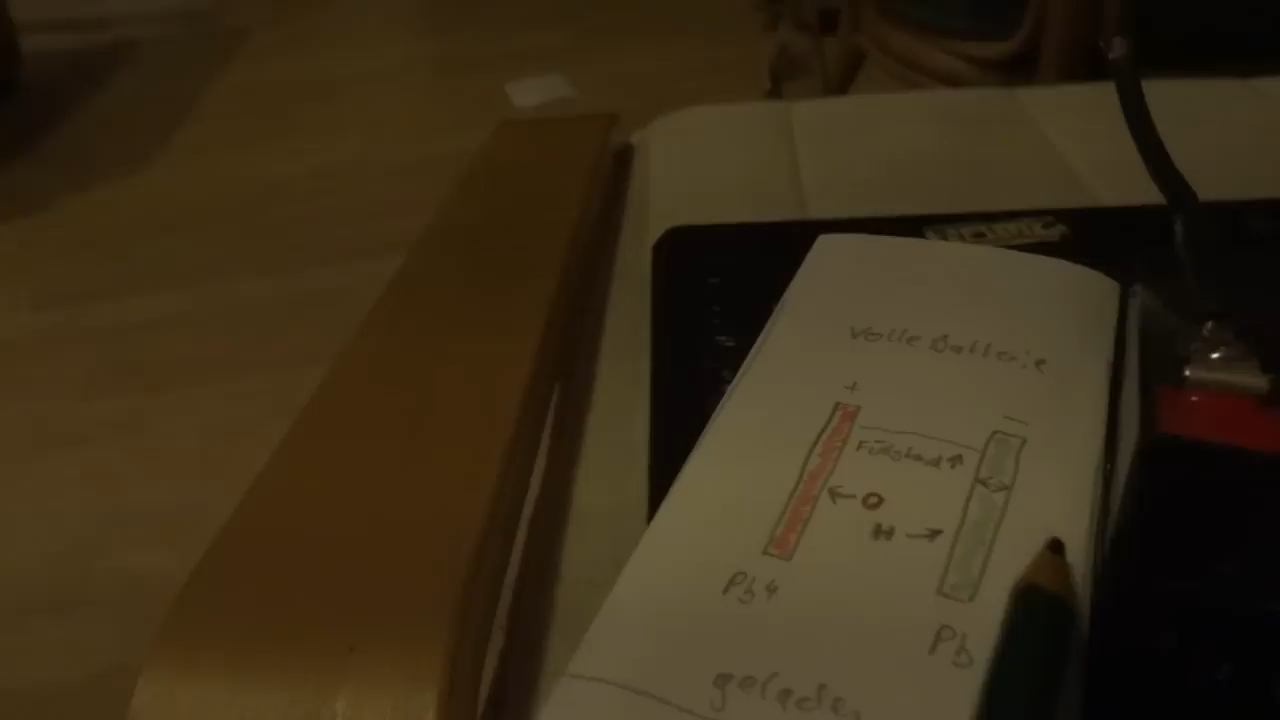 Volle Batterie
+ −
Füllstand ↑
← O
H →
Pb4
Pb
geladen